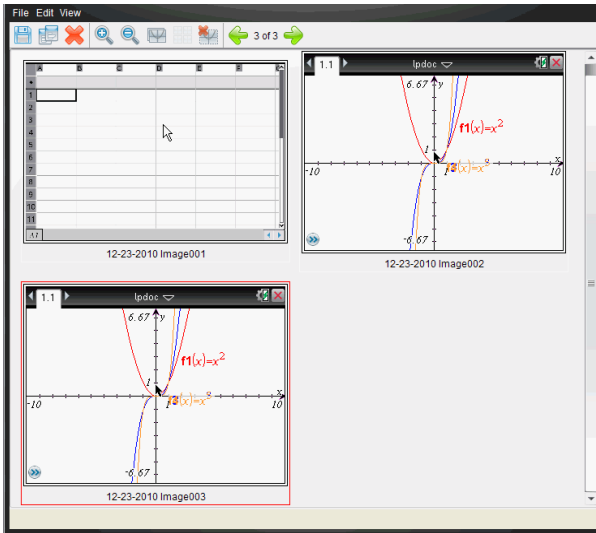 File Edit View
3 of 3
A B C D E
1
2
3
4
5
6
7
8
9
10
11
12-23-2010 Image001
1.1 lpdoc
6.67 y
f1(x)=x²
1
x
-10 10
-6.67
12-23-2010 Image002
1.1 lpdoc
6.67 y
f1(x)=x²
1
x
-10 10
-6.67
12-23-2010 Image003